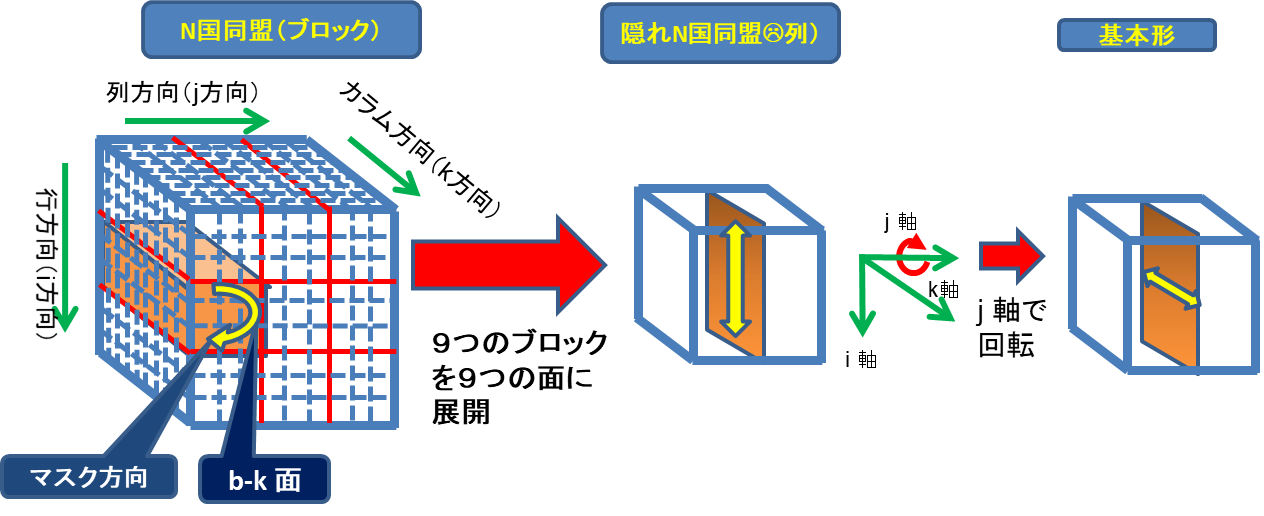 N国同盟（ブロック）
隠れN国同盟☹列）
基本形
列方向（j方向）
カラム方向（k方向）
行方向（i方向）
j 軸
k軸
i 軸
j 軸で
回転
９つのブロック
を９つの面に
展開
マスク方向
b-k 面